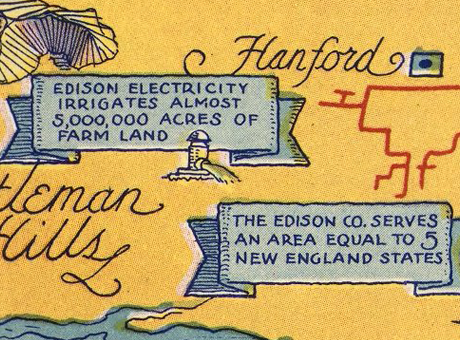 Hanford
EDISON ELECTRICITY
IRRIGATES ALMOST
5,000,000 ACRES OF
FARM LAND
tleman
Hills
THE EDISON CO. SERVES
AN AREA EQUAL TO 5
NEW ENGLAND STATES